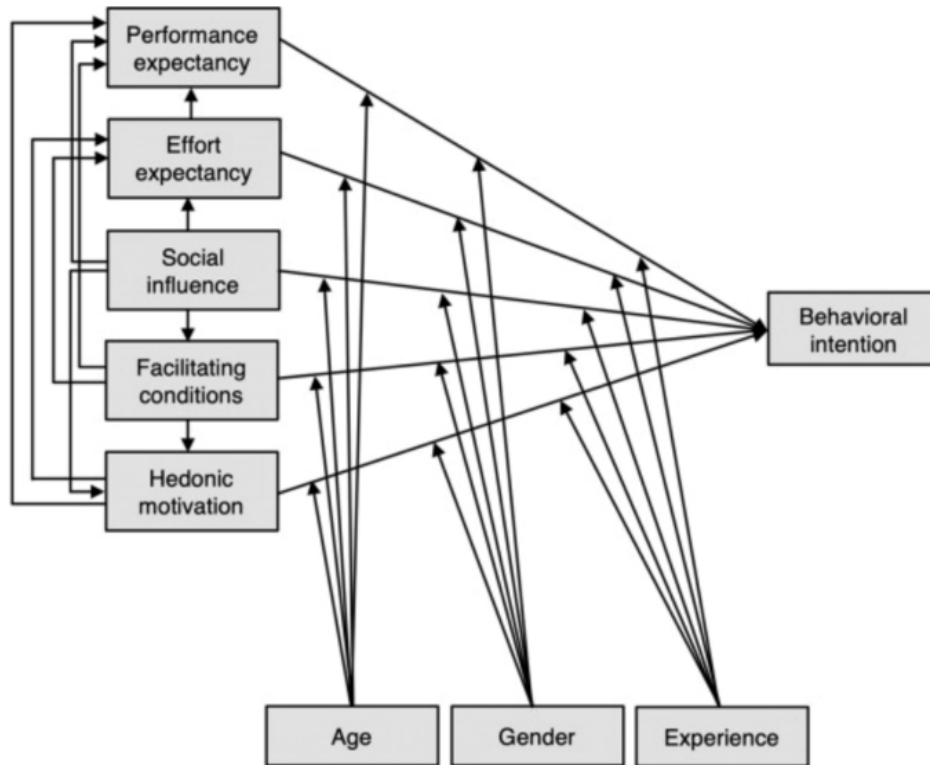 Performance
expectancy
Effort
expectancy
Social
influence
Facilitating
conditions
Hedonic
motivation
Behavioral
intention
Age
Gender
Experience